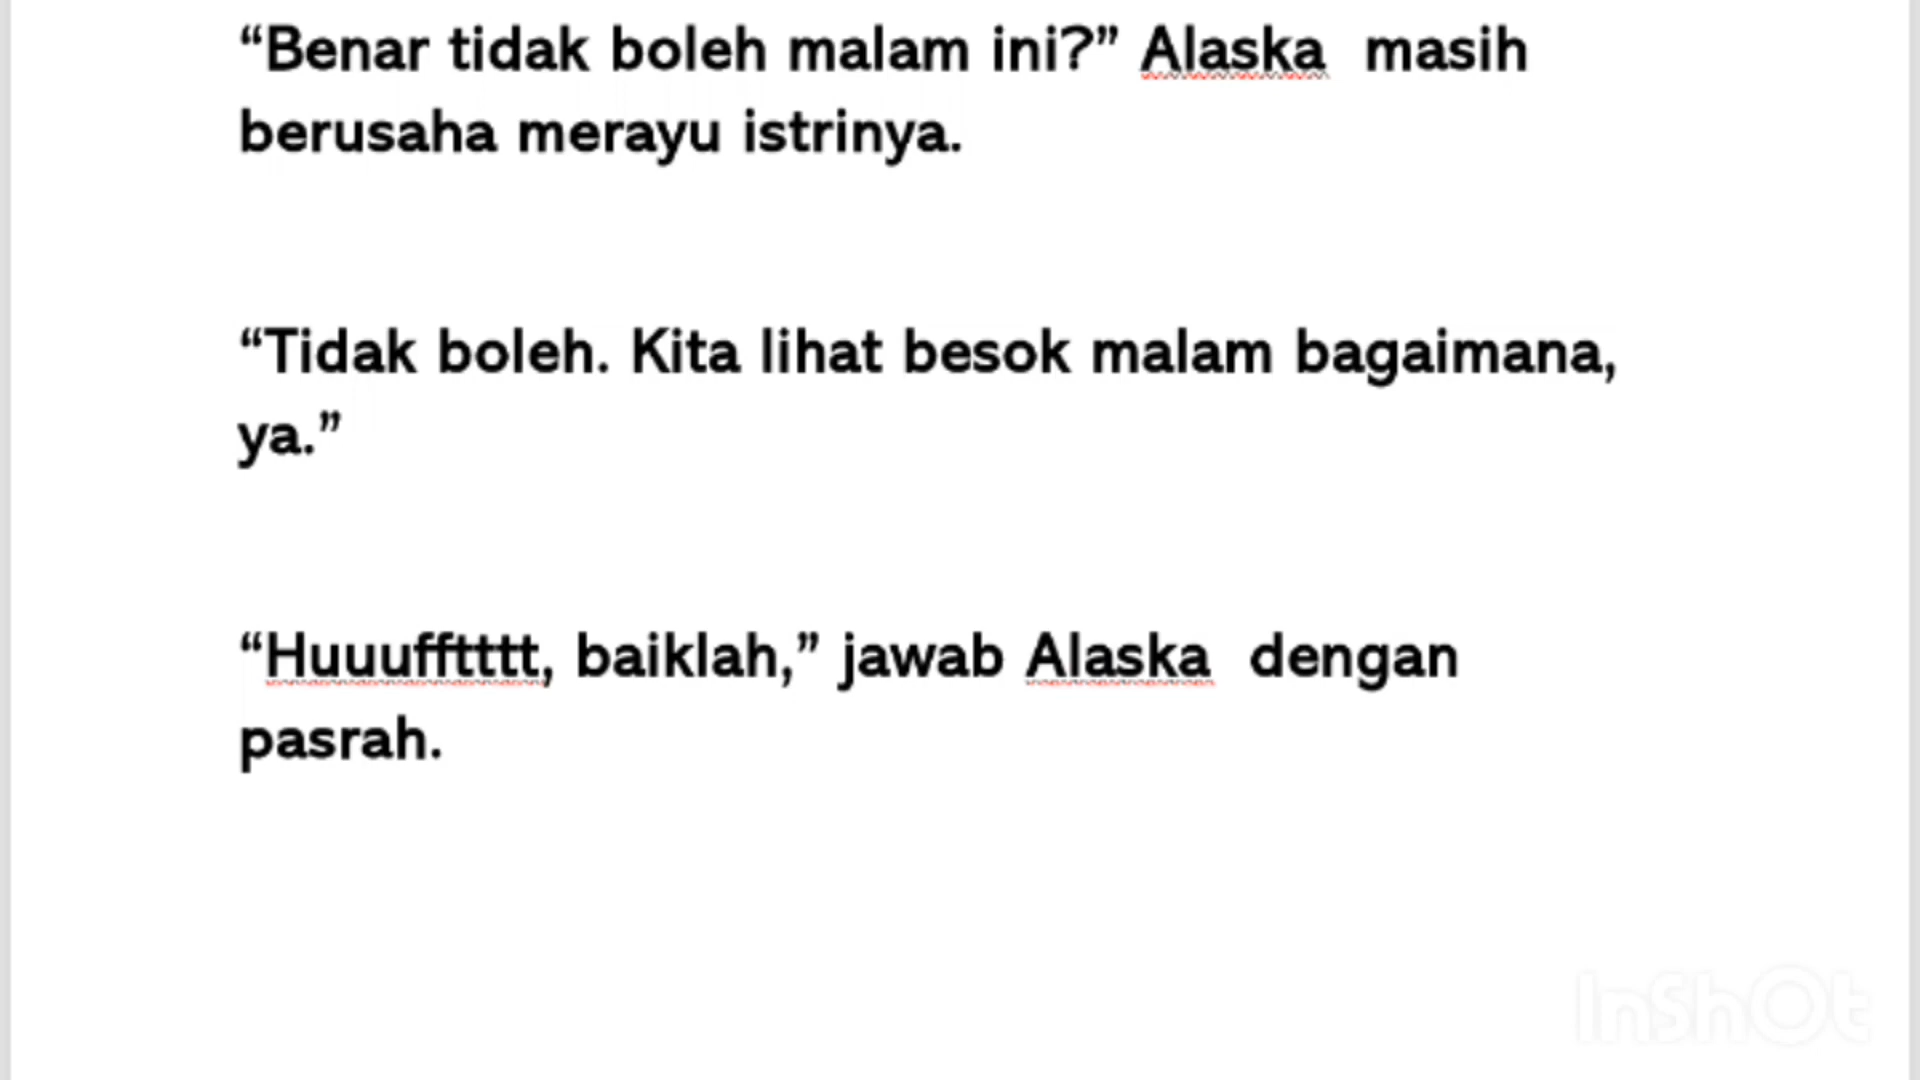 “Benar tidak boleh malam ini?” Alaska  masih
berusaha merayu istrinya.
“Tidak boleh. Kita lihat besok malam bagaimana,
ya.”
“Huuufftttt, baiklah,” jawab Alaska  dengan
pasrah.
InShOt